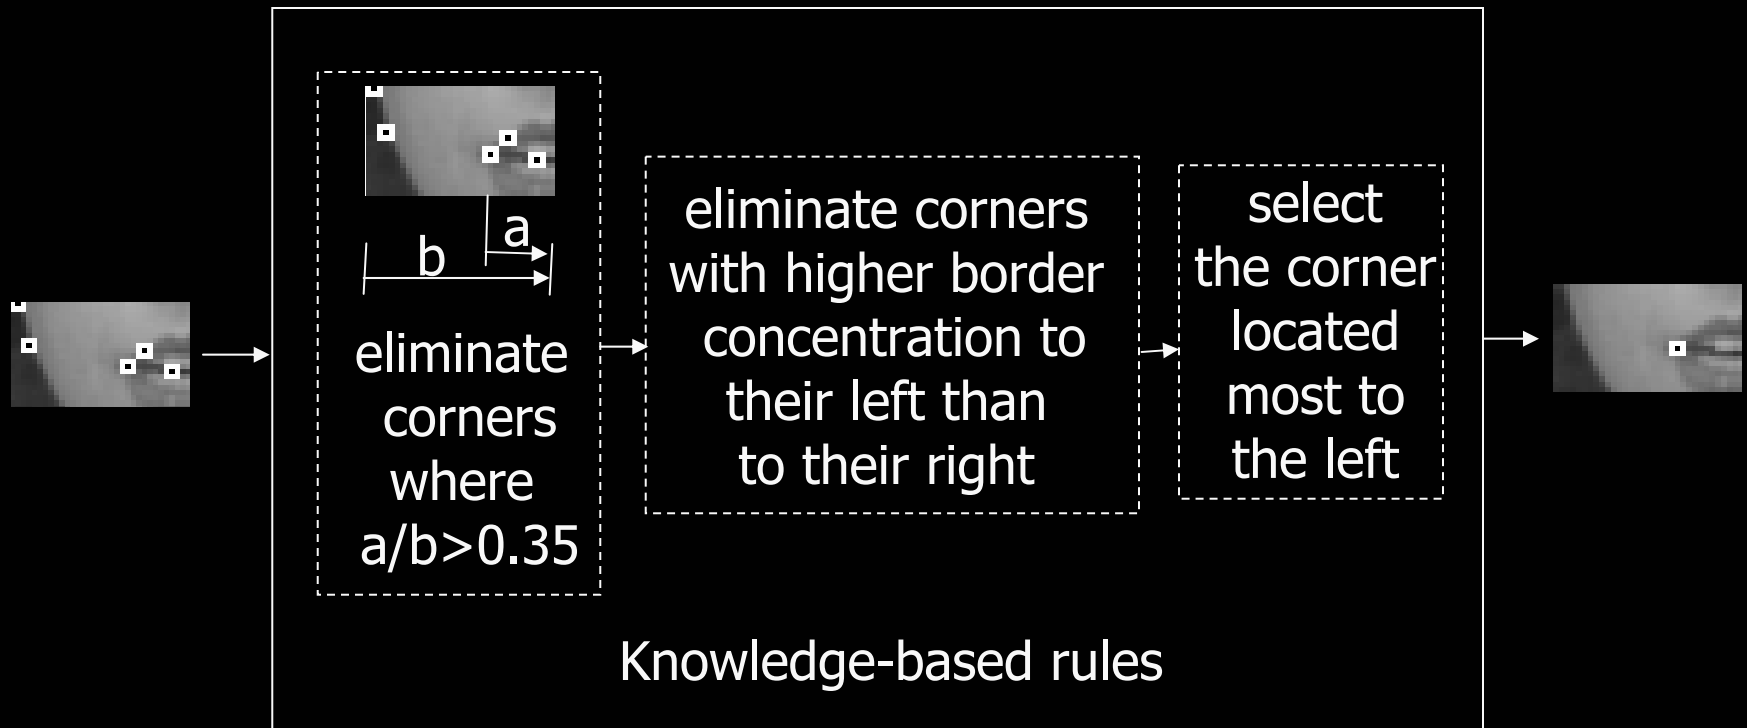 a
b
eliminate
corners
where
a/b>0.35
eliminate corners
with higher border
concentration to
their left than
to their right
select
the corner
located
most to
the left
Knowledge-based rules